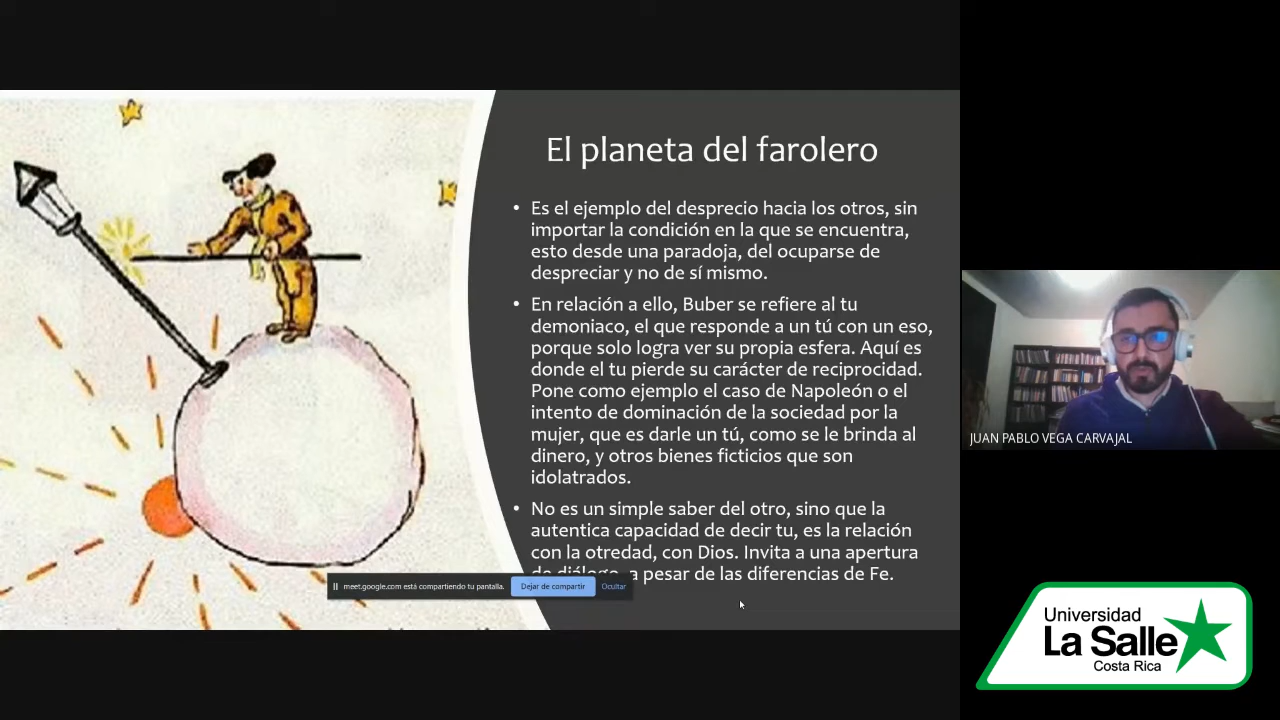 El planeta del farolero
• Es el ejemplo del desprecio hacia los otros, sin
importar la condición en la que se encuentra,
esto desde una paradoja, del ocuparse de
despreciar y no de sí mismo.
• En relación a ello, Buber se refiere al tu
demoniaco, el que responde a un tú con un eso,
porque solo logra ver su propia esfera. Aquí es
donde el tu pierde su carácter de reciprocidad.
Pone como ejemplo el caso de Napoleón o el
intento de dominación de la sociedad por la
mujer, que es darle un tú, como se le brinda al
dinero, y otros bienes ficticios que son
idolatrados.
• No es un simple saber del otro, sino que la
autentica capacidad de decir tu, es la relación
con la otredad, con Dios. Invita a una apertura
de diálogo, a pesar de las diferencias de Fe.
meet.google.com está compartiendo tu pantalla.
Dejar de compartir
Ocultar
JUAN PABLO VEGA CARVAJAL
Universidad
La Salle
Costa Rica